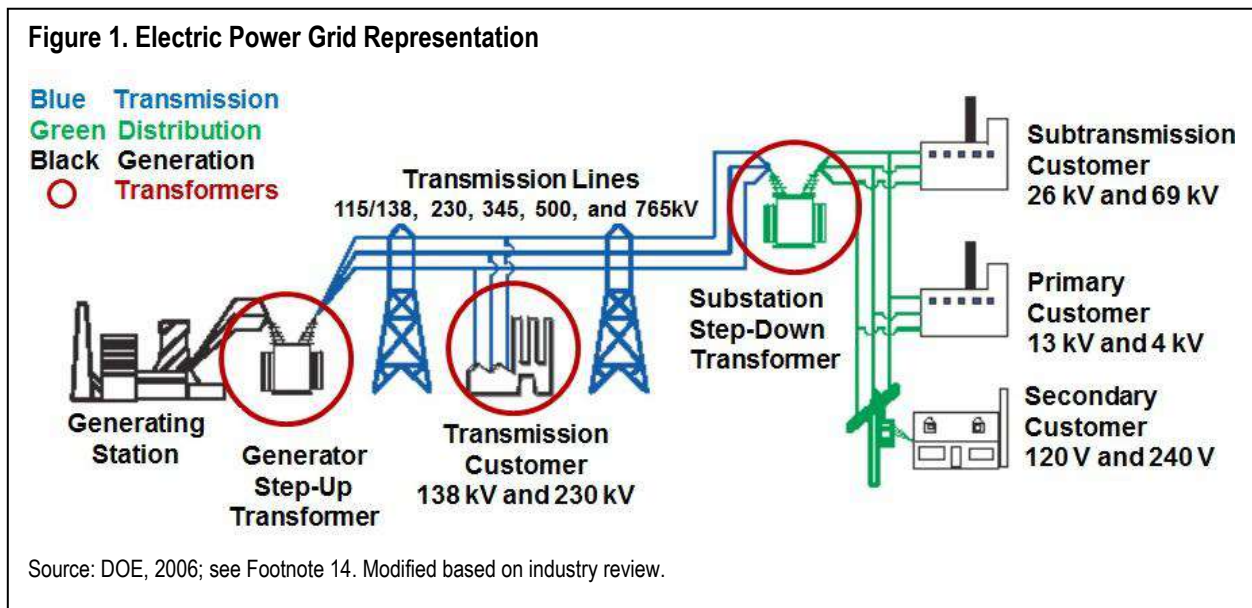 Figure 1. Electric Power Grid Representation
Blue Transmission
Green Distribution
Black Generation
Transformers
Transmission Lines
115/138, 230, 345, 500, and 765kV
Generating
Station
Generator
Step-Up
Transformer
Transmission
Customer
138 kV and 230 kV
Substation
Step-Down
Transformer
Subtransmission
Customer
26 kV and 69 kV
Primary
Customer
13 kV and 4 kV
Secondary
Customer
120 V and 240 V
Source: DOE, 2006; see Footnote 14. Modified based on industry review.